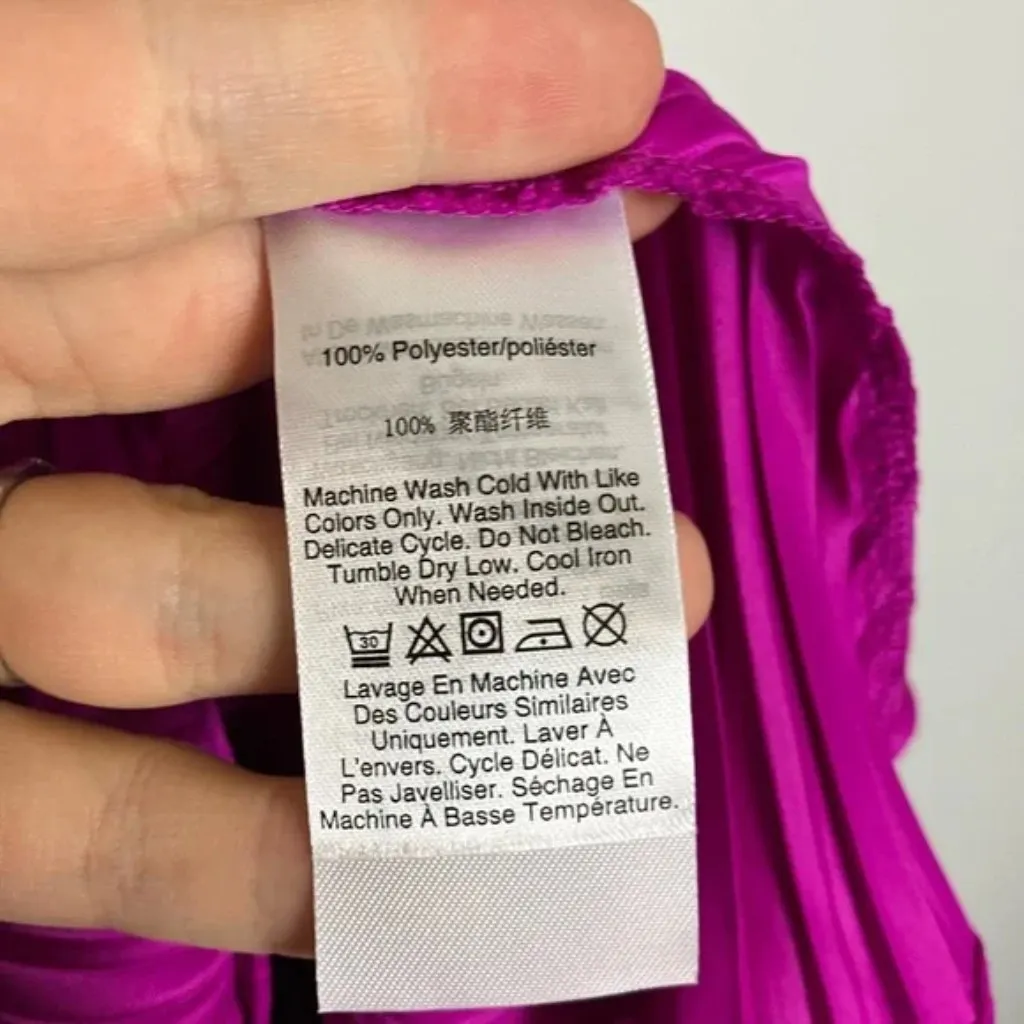 100% Polyester/poliéster
100% 聚酯纤维
Machine Wash Cold With Like
Colors Only. Wash Inside Out.
Delicate Cycle. Do Not Bleach.
Tumble Dry Low. Cool Iron
When Needed.
30
Lavage En Machine Avec
Des Couleurs Similaires
Uniquement. Laver À
L'envers. Cycle Délicat. Ne
Pas Javelliser. Séchage En
Machine À Basse Température.